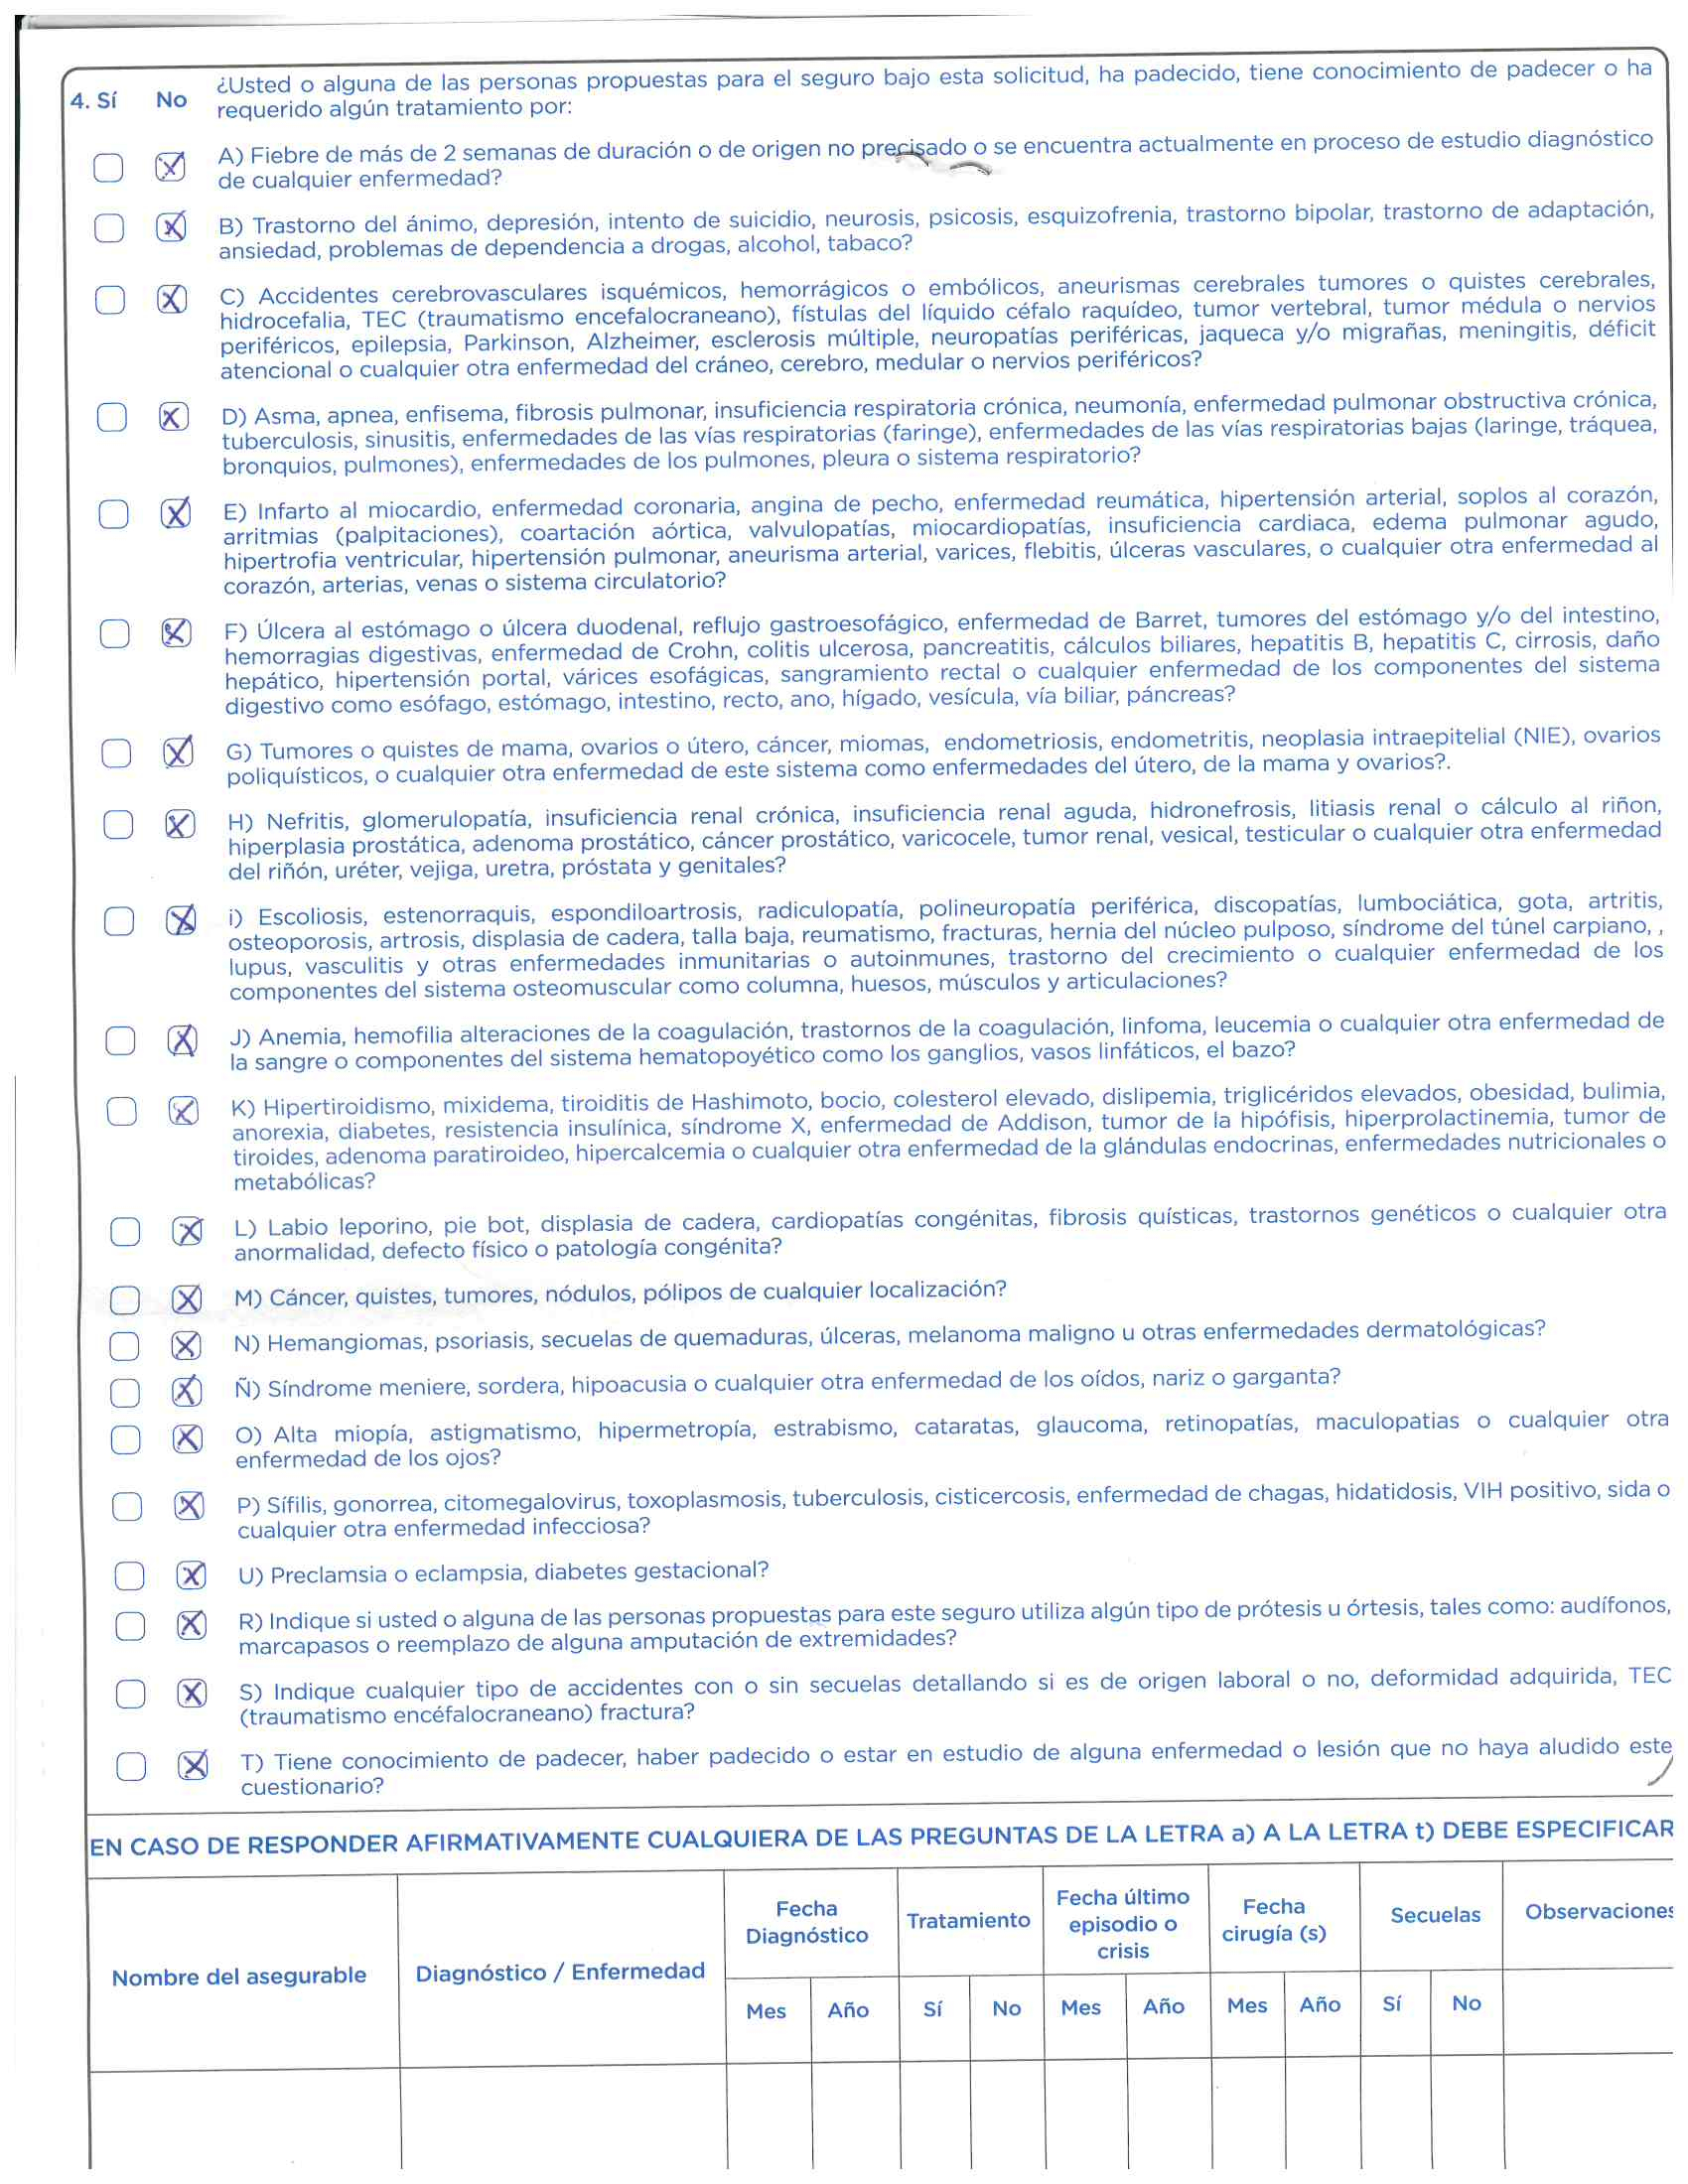 4. Sí No ¿Usted o alguna de las personas propuestas para el seguro bajo esta solicitud, ha padecido, tiene conocimiento de padecer o ha
requerido algún tratamiento por:
A) Fiebre de más de 2 semanas de duración o de origen no precisado o se encuentra actualmente en proceso de estudio diagnóstico
de cualquier enfermedad?
B) Trastorno del ánimo, depresión, intento de suicidio, neurosis, psicosis, esquizofrenia, trastorno bipolar, trastorno de adaptación,
ansiedad, problemas de dependencia a drogas, alcohol, tabaco?
C) Accidentes cerebrovasculares isquémicos, hemorrágicos o embólicos, aneurismas cerebrales tumores o quistes cerebrales,
hidrocefalia, TEC (traumatismo encefalocraneano), fístulas del líquido céfalo raquídeo, tumor vertebral, tumor médula o nervios
periféricos, epilepsia, Parkinson, Alzheimer, esclerosis múltiple, neuropatías periféricas, jaqueca y/o migrañas, meningitis, déficit
atencional o cualquier otra enfermedad del cráneo, cerebro, medular o nervios periféricos?
D) Asma, apnea, enfisema, fibrosis pulmonar, insuficiencia respiratoria crónica, neumonía, enfermedad pulmonar obstructiva crónica,
tuberculosis, sinusitis, enfermedades de las vías respiratorias (faringe), enfermedades de las vías respiratorias bajas (laringe, tráquea,
bronquios, pulmones), enfermedades de los pulmones, pleura o sistema respiratorio?
E) Infarto al miocardio, enfermedad coronaria, angina de pecho, enfermedad reumática, hipertensión arterial, soplos al corazón,
arritmias (palpitaciones), coartación aórtica, valvulopatías, miocardiopatías, insuficiencia cardiaca, edema pulmonar agudo,
hipertrofia ventricular, hipertensión pulmonar, aneurisma arterial, varices, flebitis, úlceras vasculares, o cualquier otra enfermedad al
corazón, arterias, venas o sistema circulatorio?
F) Úlcera al estómago o úlcera duodenal, reflujo gastroesofágico, enfermedad de Barret, tumores del estómago y/o del intestino,
hemorragias digestivas, enfermedad de Crohn, colitis ulcerosa, pancreatitis, cálculos biliares, hepatitis B, hepatitis C, cirrosis, daño
hepático, hipertensión portal, várices esofágicas, sangramiento rectal o cualquier enfermedad de los componentes del sistema
digestivo como esófago, estómago, intestino, recto, ano, hígado, vesícula, vía biliar, páncreas?
G) Tumores o quistes de mama, ovarios o útero, cáncer, miomas, endometriosis, endometritis, neoplasia intraepitelial (NIE), ovarios
poliquísticos, o cualquier otra enfermedad de este sistema como enfermedades del útero, de la mama y ovarios?.
H) Nefritis, glomerulopatía, insuficiencia renal crónica, insuficiencia renal aguda, hidronefrosis, litiasis renal o cálculo al riñon,
hiperplasia prostática, adenoma prostático, cáncer prostático, varicocele, tumor renal, vesical, testicular o cualquier otra enfermedad
del riñón, uréter, vejiga, uretra, próstata y genitales?
i) Escoliosis, estenorraquis, espondiloartrosis, radiculopatía, polineuropatía periférica, discopatías, lumbociática, gota, artritis,
osteoporosis, artrosis, displasia de cadera, talla baja, reumatismo, fracturas, hernia del núcleo pulposo, síndrome del túnel carpiano, ,
lupus, vasculitis y otras enfermedades inmunitarias o autoinmunes, trastorno del crecimiento o cualquier enfermedad de los
componentes del sistema osteomuscular como columna, huesos, músculos y articulaciones?
J) Anemia, hemofilia alteraciones de la coagulación, trastornos de la coagulación, linfoma, leucemia o cualquier otra enfermedad de
la sangre o componentes del sistema hematopoyético como los ganglios, vasos linfáticos, el bazo?
K) Hipertiroidismo, mixidema, tiroiditis de Hashimoto, bocio, colesterol elevado, dislipemia, triglicéridos elevados, obesidad, bulimia,
anorexia, diabetes, resistencia insulínica, síndrome X, enfermedad de Addison, tumor de la hipófisis, hiperprolactinemia, tumor de
tiroides, adenoma paratiroideo, hipercalcemia o cualquier otra enfermedad de la glándulas endocrinas, enfermedades nutricionales o
metabólicas?
L) Labio leporino, pie bot, displasia de cadera, cardiopatías congénitas, fibrosis quísticas, trastornos genéticos o cualquier otra
anormalidad, defecto físico o patología congénita?
M) Cáncer, quistes, tumores, nódulos, pólipos de cualquier localización?
N) Hemangiomas, psoriasis, secuelas de quemaduras, úlceras, melanoma maligno u otras enfermedades dermatológicas?
Ñ) Síndrome meniere, sordera, hipoacusia o cualquier otra enfermedad de los oídos, nariz o garganta?
O) Alta miopía, astigmatismo, hipermetropía, estrabismo, cataratas, glaucoma, retinopatías, maculopatias o cualquier otra
enfermedad de los ojos?
P) Sífilis, gonorrea, citomegalovirus, toxoplasmosis, tuberculosis, cisticercosis, enfermedad de chagas, hidatidosis, VIH positivo, sida o
cualquier otra enfermedad infecciosa?
U) Preclamsia o eclampsia, diabetes gestacional?
R) Indique si usted o alguna de las personas propuestas para este seguro utiliza algún tipo de prótesis u órtesis, tales como: audífonos,
marcapasos o reemplazo de alguna amputación de extremidades?
S) Indique cualquier tipo de accidentes con o sin secuelas detallando si es de origen laboral o no, deformidad adquirida, TEC
(traumatismo encéfalocraneano) fractura?
T) Tiene conocimiento de padecer, haber padecido o estar en estudio de alguna enfermedad o lesión que no haya aludido este
cuestionario?
EN CASO DE RESPONDER AFIRMATIVAMENTE CUALQUIERA DE LAS PREGUNTAS DE LA LETRA a) A LA LETRA t) DEBE ESPECIFICAR
Nombre del asegurable
Diagnóstico / Enfermedad
Fecha
Diagnóstico
Tratamiento
Fecha último
episodio o
crisis
Fecha
cirugía (s)
Secuelas
Observaciones
Mes Año Sí No Mes Año Mes Año Sí No